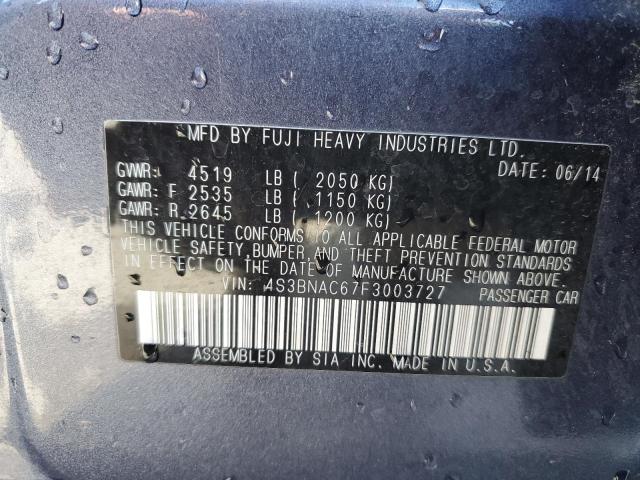 MFD BY FUJI HEAVY INDUSTRIES LTD.
DATE: 06/14
GVWR: 4519 LB ( 2050 KG)
GAWR: F 2535 LB ( 1150 KG)
GAWR: R 2645 LB ( 1200 KG)
THIS VEHICLE CONFORMS TO ALL APPLICABLE FEDERAL MOTOR
VEHICLE SAFETY, BUMPER, AND THEFT PREVENTION STANDARDS
IN EFFECT ON THE DATE OF MANUFACTURE SHOWN ABOVE.
VIN: 4S3BNAC67F3003727 PASSENGER CAR
ASSEMBLED BY SIA INC. MADE IN U.S.A.